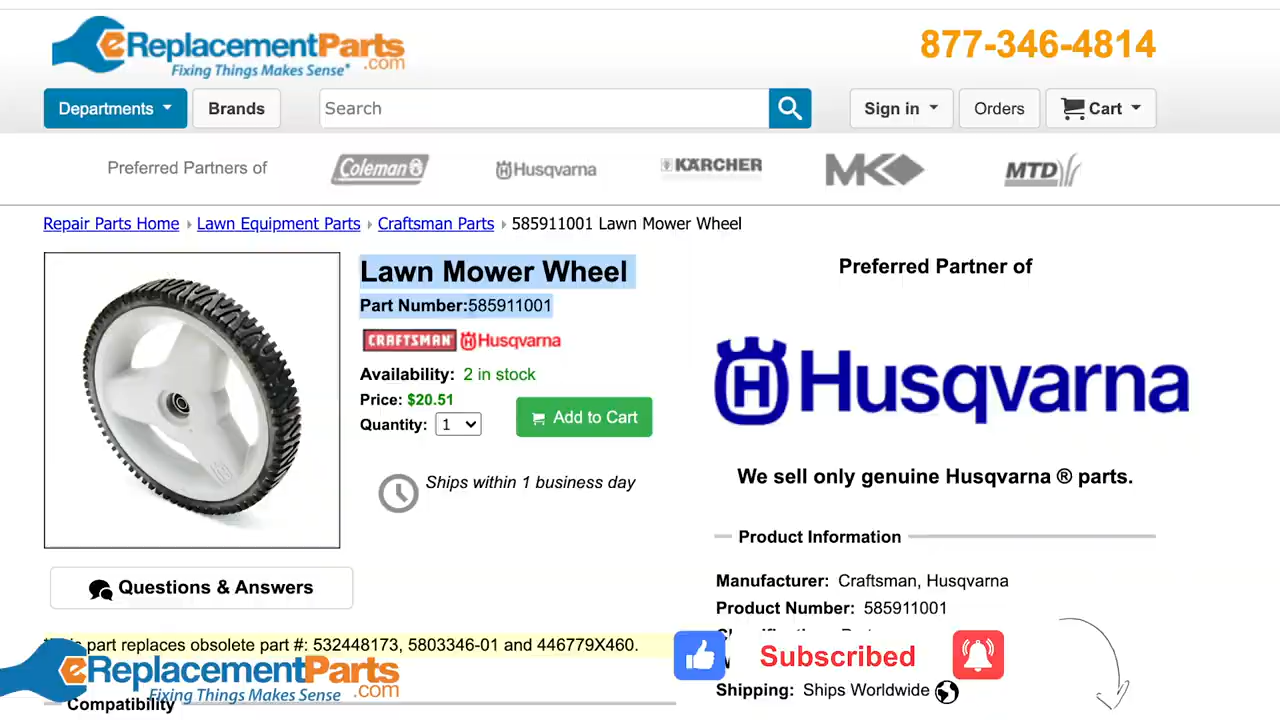 eReplacementParts.com
Fixing Things Makes Sense*
877-346-4814
Departments
Brands
Search
Sign in
Orders
Cart
Preferred Partners of
Coleman
Husqvarna
KÄRCHER
MK
MTD
Repair Parts Home
Lawn Equipment Parts
Craftsman Parts
585911001 Lawn Mower Wheel
Lawn Mower Wheel
Part Number:585911001
CRAFTSMAN
Husqvarna
Availability: 2 in stock
Price: $20.51
Quantity: 1
Add to Cart
Ships within 1 business day
Questions & Answers
part replaces obsolete part #: 532448173, 5803346-01 and 446779X460.
eReplacementParts.com
Fixing Things Makes Sense
Compatibility
Preferred Partner of
Husqvarna
We sell only genuine Husqvarna ® parts.
Product Information
Manufacturer: Craftsman, Husqvarna
Product Number: 585911001
Subscribed
Shipping: Ships Worldwide